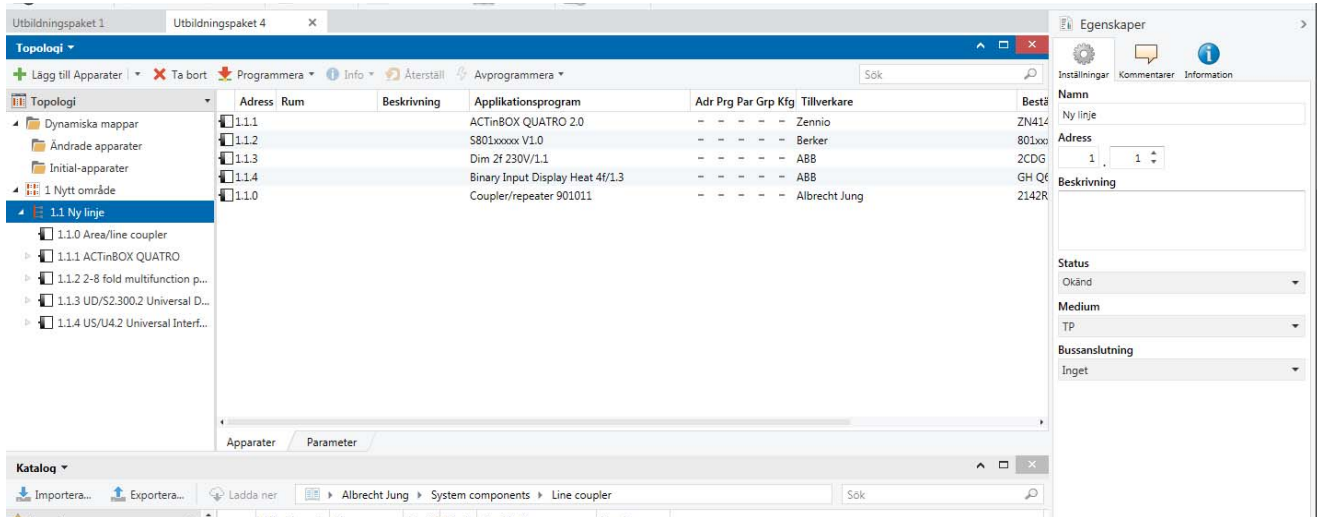 Utbildningspaket 1
Utbildningspaket 4
Topologi
Lägg till Apparater
Ta bort
Programmera
Info
Återställ
Avprogrammera
Sök
Topologi
Dynamiska mappar
Ändrade apparater
Initial-apparater
1 Nytt område
1.1 Ny linje
1.1.0 Area/line coupler
1.1.1 ACTinBOX QUATRO
1.1.2 2-8 fold multifunction p...
1.1.3 UD/S2.300.2 Universal D...
1.1.4 US/U4.2 Universal Interf...
Adress Rum Beskrivning Applikationsprogram Adr Prg Par Grp Kfg Tillverkare Bestä
1.1.1 ACTinBOX QUATRO 2.0 - - - - - Zennio ZN414
1.1.2 S801xxxxx V1.0 - - - - - Berker 801xxx
1.1.3 Dim 2f 230V/1.1 - - - - - ABB 2CDG
1.1.4 Binary Input Display Heat 4f/1.3 - - - - - ABB GH Q6
1.1.0 Coupler/repeater 901011 - - - - - Albrecht Jung 2142R
Apparater Parameter
Katalog
Importera... Exportera... Ladda ner Albrecht Jung System components Line coupler Sök
Egenskaper
Inställningar Kommentarer Information
Namn
Ny linje
Adress
1 . 1
Beskrivning
Status
Okänd
Medium
TP
Bussanslutning
Inget